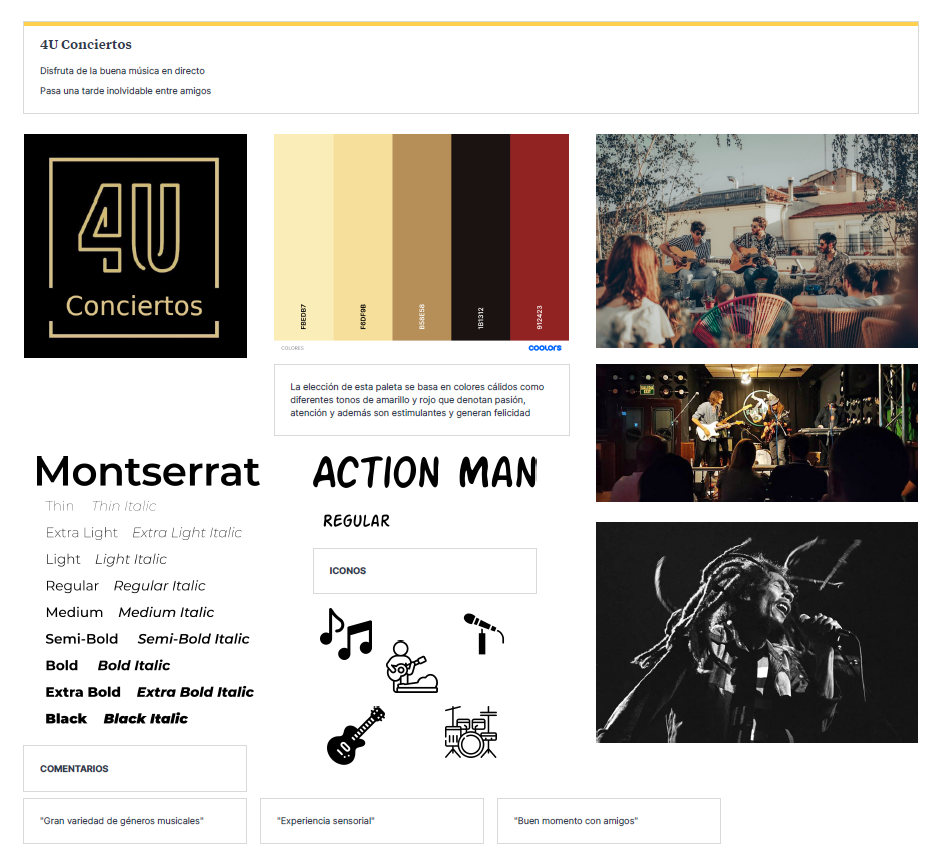 4U Conciertos
Disfruta de la buena música en directo
Pasa una tarde inolvidable entre amigos
4U
Conciertos
FBEDB7
F6DF9B
B58E58
1B1312
912423
COLORES
coolors
La elección de esta paleta se basa en colores cálidos como
diferentes tonos de amarillo y rojo que denotan pasión,
atención y además son estimulantes y generan felicidad
Montserrat
Thin Thin Italic
Extra Light Extra Light Italic
Light Light Italic
Regular Regular Italic
Medium Medium Italic
Semi-Bold Semi-Bold Italic
Bold Bold Italic
Extra Bold Extra Bold Italic
Black Black Italic
ACTION MAN
REGULAR
ICONOS
COMENTARIOS
"Gran variedad de géneros musicales"
"Experiencia sensorial"
"Buen momento con amigos"